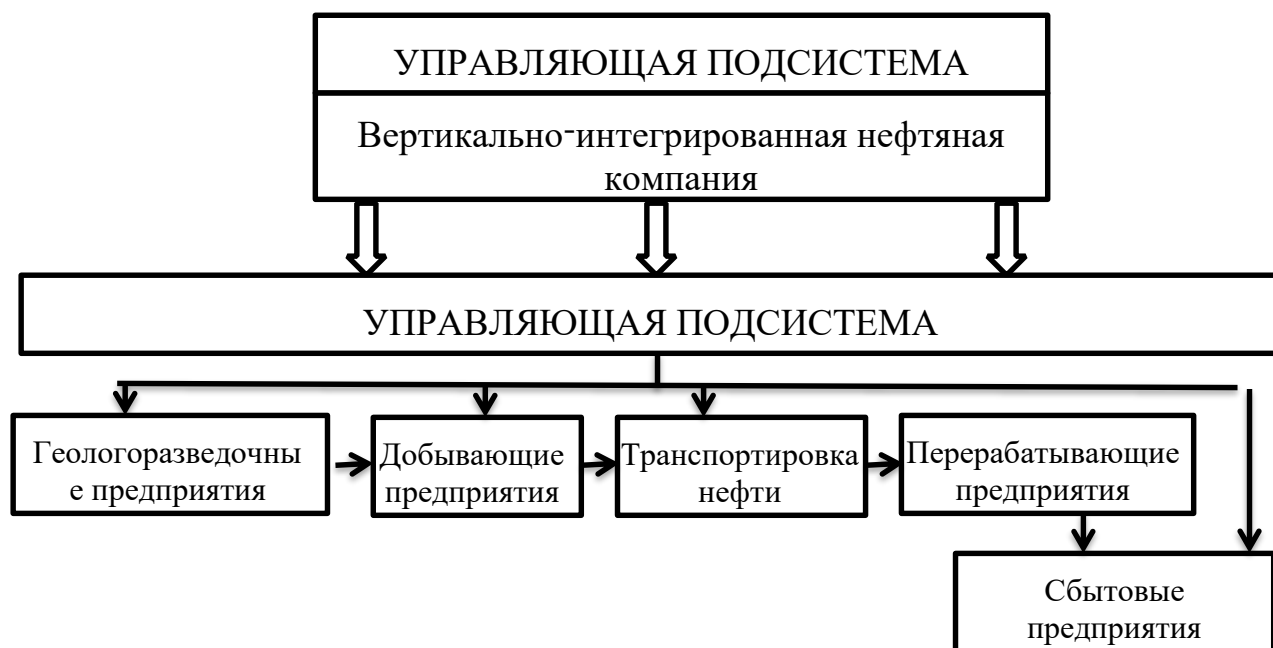 УПРАВЛЯЮЩАЯ ПОДСИСТЕМА
Вертикально-интегрированная нефтяная
компания
УПРАВЛЯЮЩАЯ ПОДСИСТЕМА
Геологоразведочны
е предприятия
Добывающие
предприятия
Транспортировка
нефти
Перерабатывающие
предприятия
Сбытовые
предприятия